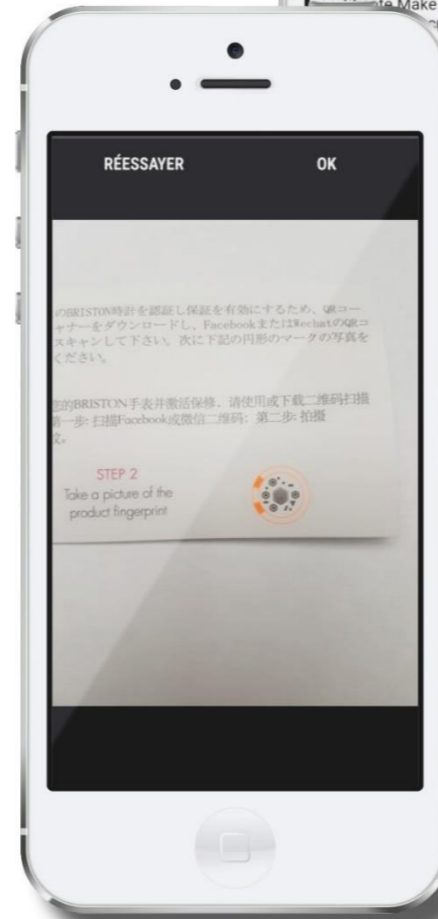 te Make
RÉESSAYER
OK
のBRISTON時計を認証し保証を有効にするため、QRコー
ャナーをダウンロードし、FacebookまたはWechatのQRコ
スキャンして下さい。次に下記の円形のマークの写真を
ください。
您的BRISTON手表并激活保修，请使用或下载二维码扫描
第一步: 扫描Facebook或微信二维码; 第二步: 拍摄
纹。
STEP 2
Take a picture of the
product fingerprint